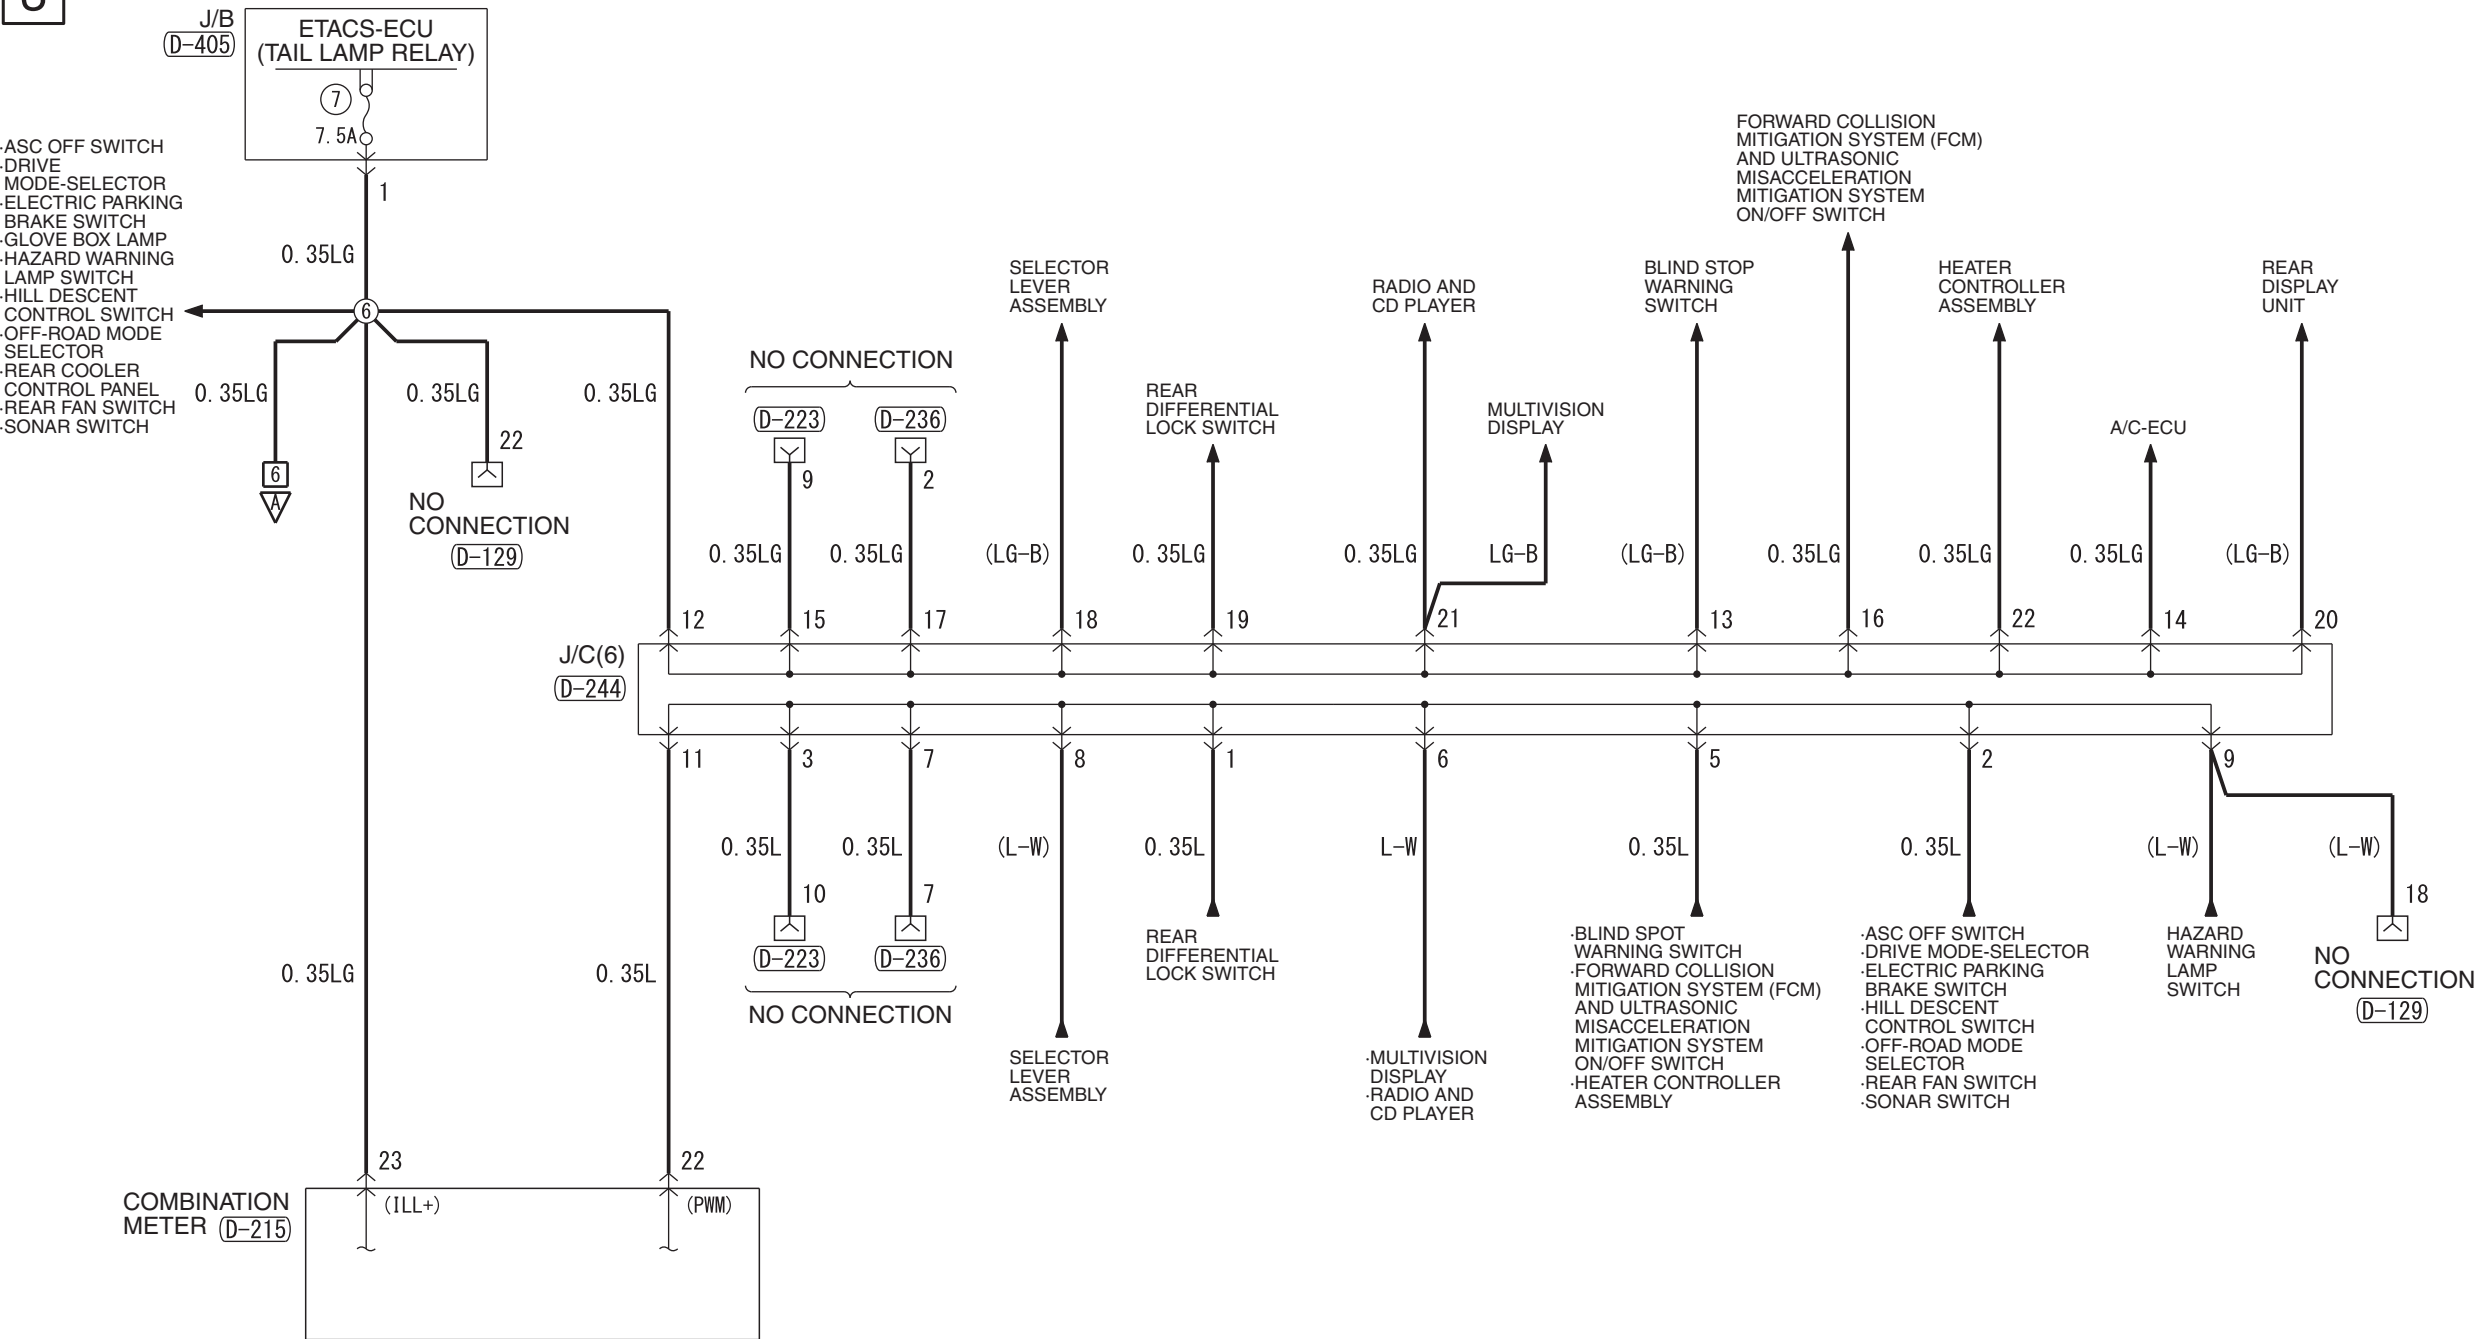 J/B
(D-405)
ETACS-ECU
(TAIL LAMP RELAY)
7
7.5A
1
0.35LG
·ASC OFF SWITCH
·DRIVE
MODE-SELECTOR
·ELECTRIC PARKING
BRAKE SWITCH
·GLOVE BOX LAMP
·HAZARD WARNING
LAMP SWITCH
·HILL DESCENT
CONTROL SWITCH
·OFF-ROAD MODE
SELECTOR
·REAR COOLER
CONTROL PANEL
·REAR FAN SWITCH
·SONAR SWITCH
6
0.35LG
0.35LG
0.35LG
6
A
22
NO
CONNECTION
(D-129)
NO CONNECTION
(D-223)
(D-236)
9
2
SELECTOR
LEVER
ASSEMBLY
REAR
DIFFERENTIAL
LOCK SWITCH
RADIO AND
CD PLAYER
MULTIVISION
DISPLAY
BLIND STOP
WARNING
SWITCH
FORWARD COLLISION
MITIGATION SYSTEM (FCM)
AND ULTRASONIC
MISACCELERATION
MITIGATION SYSTEM
ON/OFF SWITCH
HEATER
CONTROLLER
ASSEMBLY
A/C-ECU
REAR
DISPLAY
UNIT
0.35LG
0.35LG
(LG-B)
0.35LG
0.35LG
LG-B
(LG-B)
0.35LG
0.35LG
0.35LG
(LG-B)
12
15
17
18
19
21
13
16
22
14
20
J/C(6)
(D-244)
11
3
7
8
1
6
5
2
9
0.35L
0.35L
(L-W)
0.35L
L-W
0.35L
0.35L
(L-W)
(L-W)
10
7
18
(D-223)
(D-236)
NO CONNECTION
SELECTOR
LEVER
ASSEMBLY
REAR
DIFFERENTIAL
LOCK SWITCH
·MULTIVISION
DISPLAY
·RADIO AND
CD PLAYER
·BLIND SPOT
WARNING SWITCH
·FORWARD COLLISION
MITIGATION SYSTEM (FCM)
AND ULTRASONIC
MISACCELERATION
MITIGATION SYSTEM
ON/OFF SWITCH
·HEATER CONTROLLER
ASSEMBLY
·ASC OFF SWITCH
·DRIVE MODE-SELECTOR
·ELECTRIC PARKING
BRAKE SWITCH
·HILL DESCENT
CONTROL SWITCH
·OFF-ROAD MODE
SELECTOR
·REAR FAN SWITCH
·SONAR SWITCH
HAZARD
WARNING
LAMP
SWITCH
NO
CONNECTION
(D-129)
0.35LG
0.35L
23
22
COMBINATION
METER (D-215)
(ILL+)
(PWM)